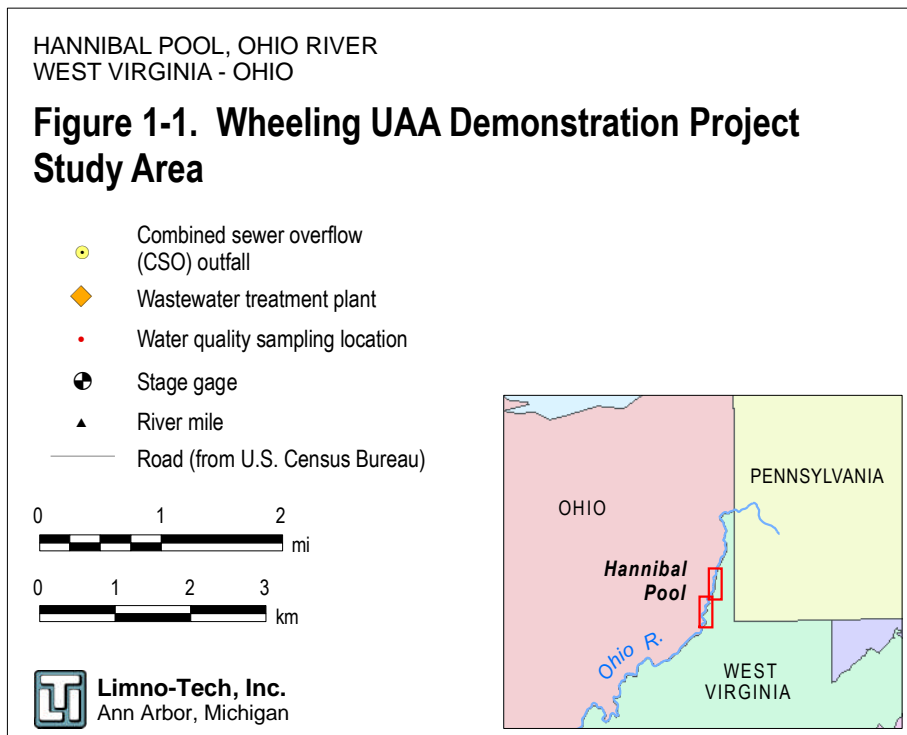 HANNIBAL POOL, OHIO RIVER
WEST VIRGINIA - OHIO
Figure 1-1. Wheeling UAA Demonstration Project
Study Area
Combined sewer overflow
(CSO) outfall
Wastewater treatment plant
Water quality sampling location
Stage gage
River mile
Road (from U.S. Census Bureau)
0 1 2
mi
0 1 2 3
km
Limno-Tech, Inc.
Ann Arbor, Michigan
PENNSYLVANIA
OHIO
Hannibal
Pool
Ohio R.
WEST
VIRGINIA